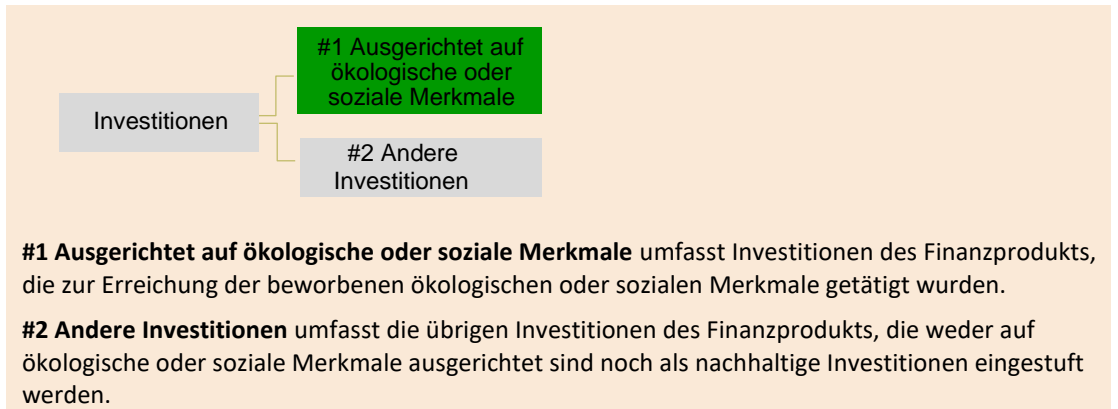 #1 Ausgerichtet auf
ökologische oder
soziale Merkmale
Investitionen
#2 Andere
Investitionen
#1 Ausgerichtet auf ökologische oder soziale Merkmale umfasst Investitionen des Finanzprodukts,
die zur Erreichung der beworbenen ökologischen oder sozialen Merkmale getätigt wurden.
#2 Andere Investitionen umfasst die übrigen Investitionen des Finanzprodukts, die weder auf
ökologische oder soziale Merkmale ausgerichtet sind noch als nachhaltige Investitionen eingestuft
werden.